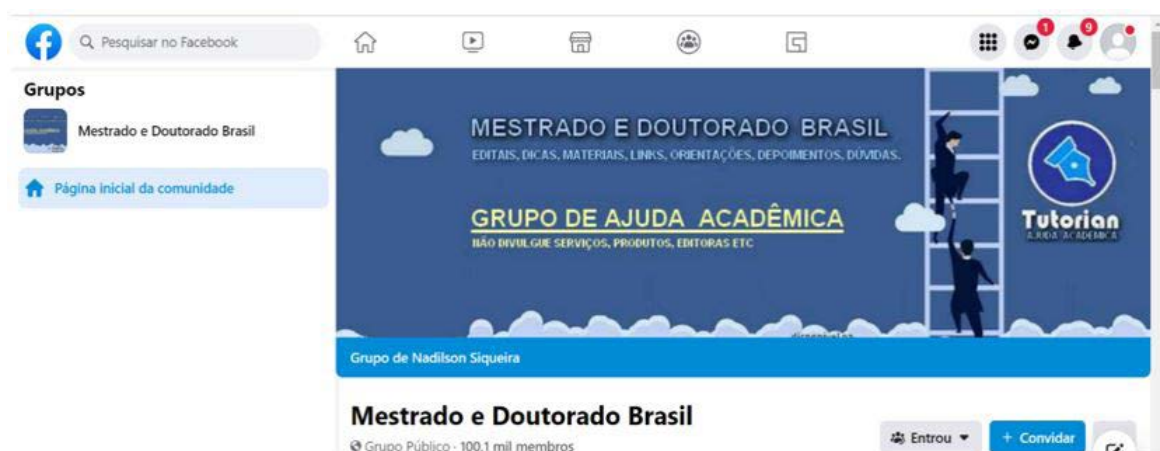 Pesquisar no Facebook
1
9
Grupos
Mestrado e Doutorado Brasil
Página inicial da comunidade
MESTRADO E DOUTORADO BRASIL
EDITAIS, DICAS, MATERIAIS, LINKS, ORIENTAÇÕES, DEPOIMENTOS, DÚVIDAS.
GRUPO DE AJUDA ACADÊMICA
NÃO DIVULGUE SERVIÇOS, PRODUTOS, EDITORAS ETC
Tutorian
AJUDA ACADÊMICA
Grupo de Nadilson Siqueira
Mestrado e Doutorado Brasil
Grupo Público · 100,1 mil membros
Entrou
+ Convidar